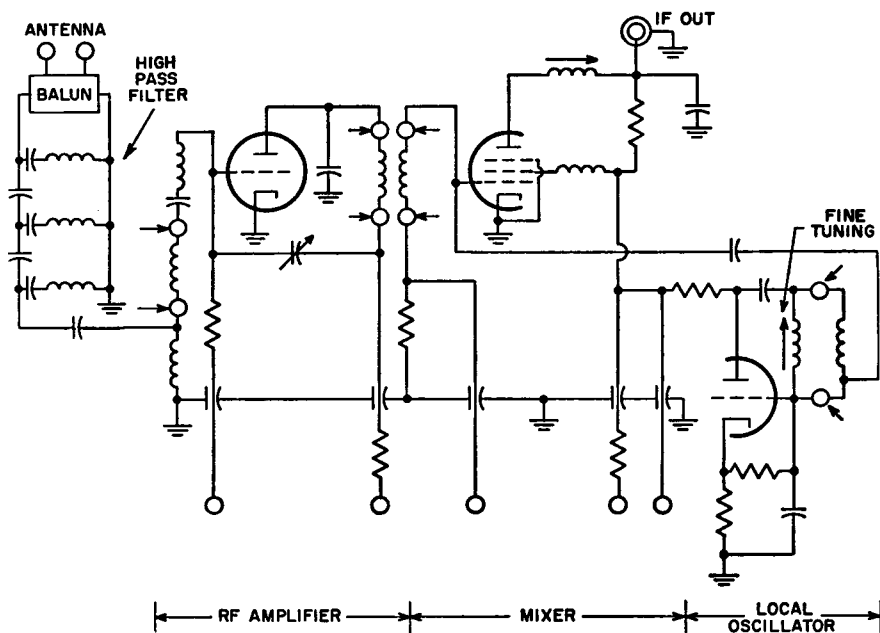 ANTENNA
BALUN
HIGH
PASS
FILTER
IF OUT
FINE
TUNING
RF AMPLIFIER
MIXER
LOCAL
OSCILLATOR